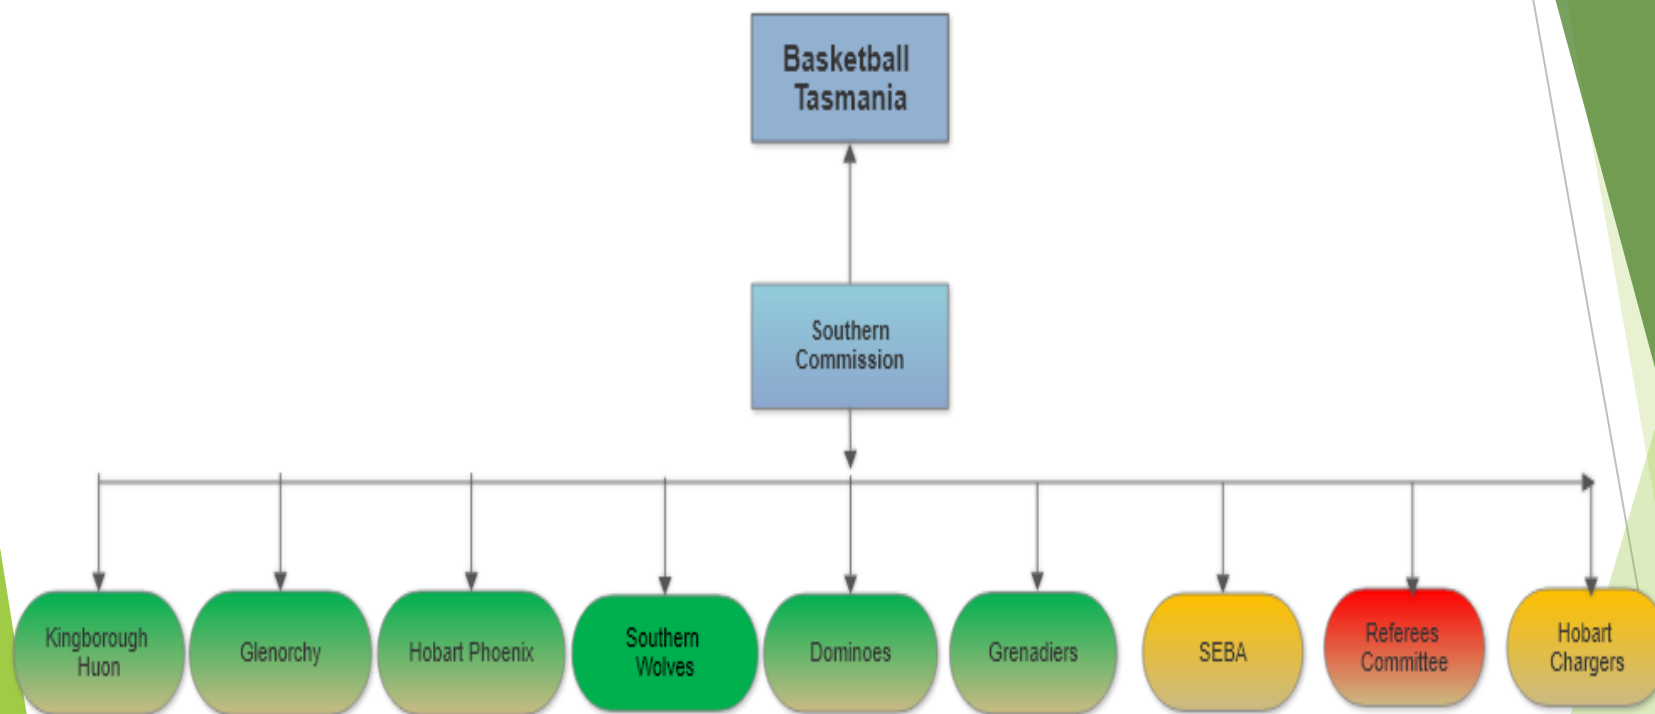 Basketball
Tasmania
Southern
Commission
Kingborough
Huon
Glenorchy
Hobart Phoenix
Southern
Wolves
Dominoes
Grenadiers
SEBA
Referees
Committee
Hobart
Chargers